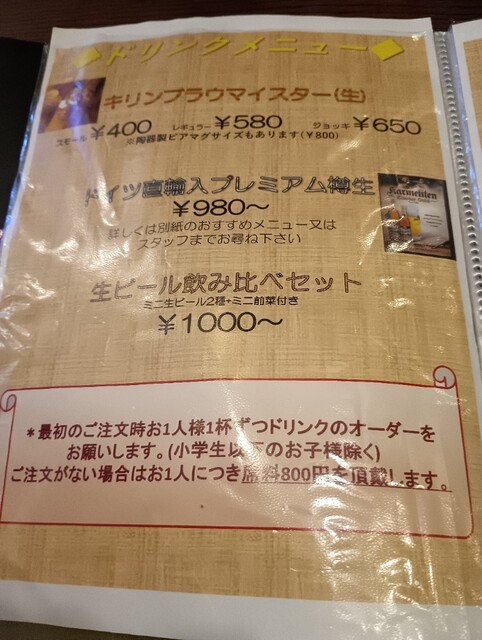 ◆ドリンクメニュー◆
キリンブラウマイスター(生)
スモール ¥400 レギュラー ¥580 ジョッキ ¥650
※陶器製ビアマグサイズもあります(¥800)
ドイツ直輸入プレミアム樽生
¥980〜
詳しくは別紙のおすすめメニュー又は
スタッフまでお尋ね下さい
生ビール飲み比べセット
ミニ生ビール2種+ミニ前菜付き
¥1000〜
*最初のご注文時お1人様1杯ずつドリンクのオーダーを
お願いします。(小学生以下のお子様除く)
ご注文がない場合はお1人につき席料800円を頂戴します。